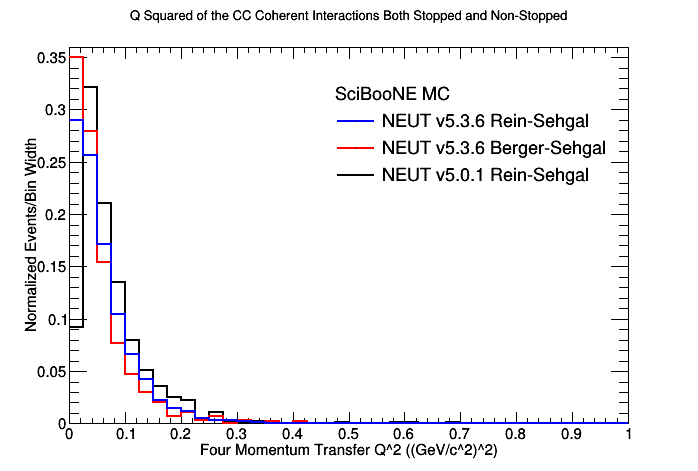 Q Squared of the CC Coherent Interactions Both Stopped and Non-Stopped
Normalized Events/Bin Width
0.35
0.3
0.25
0.2
0.15
0.1
0.05
0
SciBooNE MC
NEUT v5.3.6 Rein-Sehgal
NEUT v5.3.6 Berger-Sehgal
NEUT v5.0.1 Rein-Sehgal
0 0.1 0.2 0.3 0.4 0.5 0.6 0.7 0.8 0.9 1
Four Momentum Transfer Q^2 ((GeV/c^2)^2)